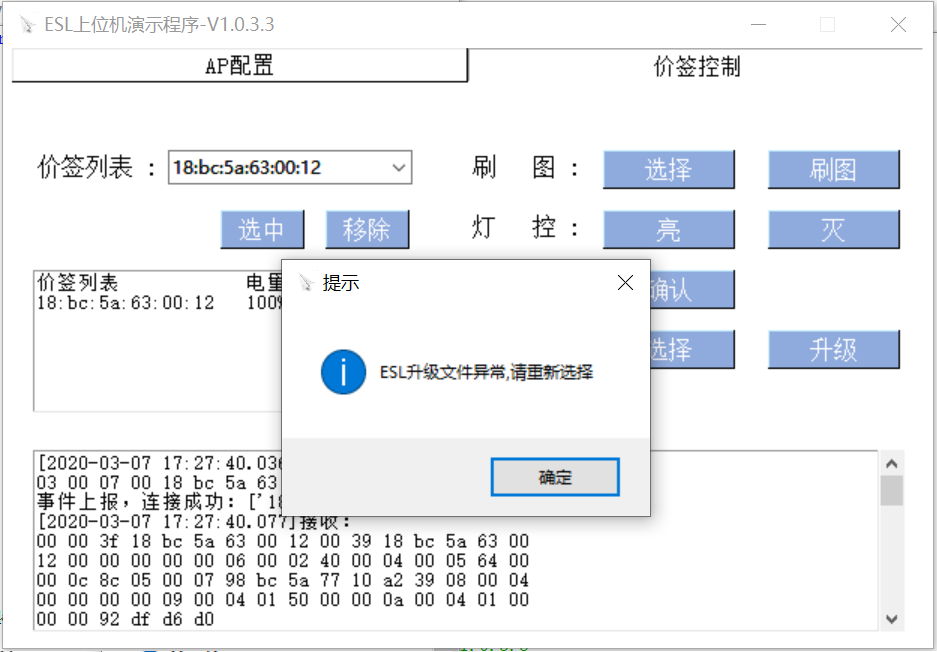 ESL上位机演示程序-V1.0.3.3
AP配置
价签控制
价签列表 :
18:bc:5a:63:00:12
刷 图 :
选择
刷图
选中
移除
灯 控 :
亮
灭
价签列表 电量
18:bc:5a:63:00:12 100%
确认
选择
升级
提示
ESL升级文件异常,请重新选择
确定
[2020-03-07 17:27:40.036
03 00 07 00 18 bc 5a 63
事件上报，连接成功：['18
[2020-03-07 17:27:40.077]接收：
00 00 3f 18 bc 5a 63 00 12 00 39 18 bc 5a 63 00
12 00 00 00 00 00 06 00 02 40 00 04 00 05 64 00
00 0c 8c 05 00 07 98 bc 5a 77 10 a2 39 08 00 04
00 00 00 00 09 00 04 01 50 00 00 0a 00 04 01 00
00 00 92 df d6 d0